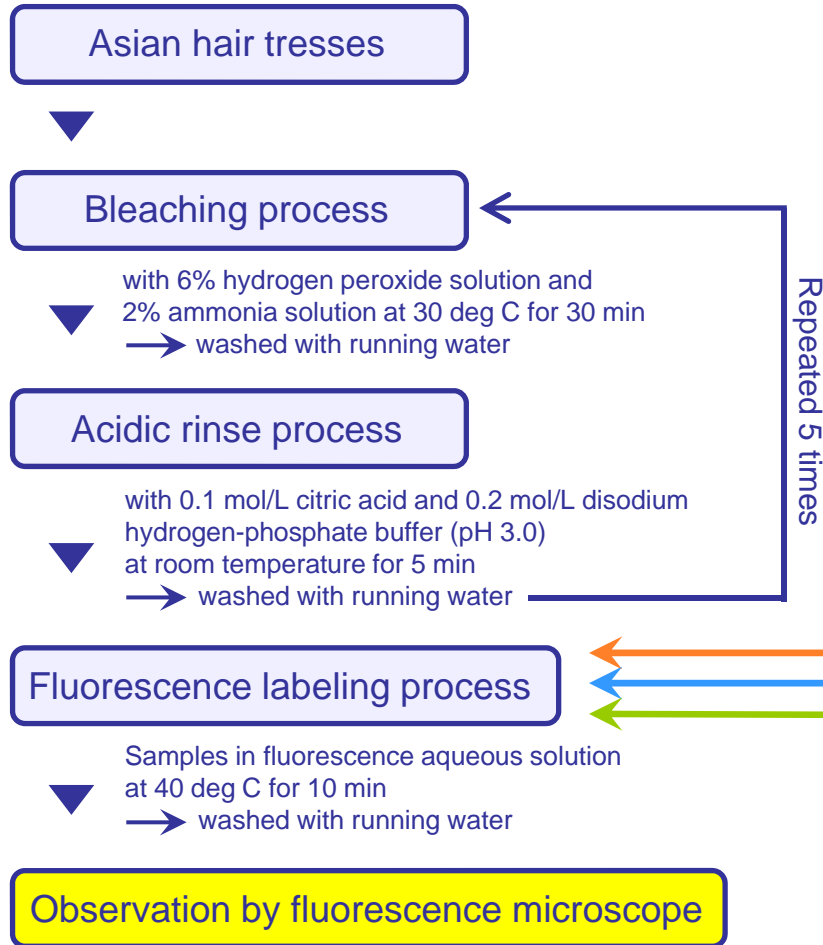 Asian hair tresses
Bleaching process
with 6% hydrogen peroxide solution and
2% ammonia solution at 30 deg C for 30 min
washed with running water
Acidic rinse process
with 0.1 mol/L citric acid and 0.2 mol/L disodium
hydrogen-phosphate buffer (pH 3.0)
at room temperature for 5 min
washed with running water
Repeated 5 times
Fluorescence labeling process
Samples in fluorescence aqueous solution
at 40 deg C for 10 min
washed with running water
Observation by fluorescence microscope